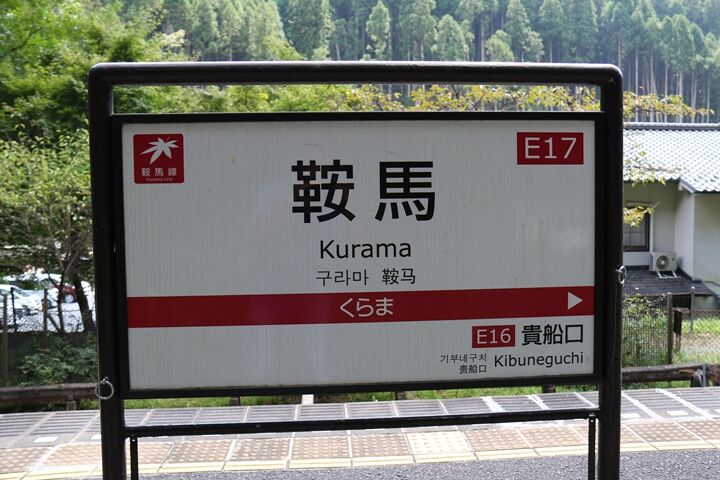 鞍馬線
Kurama Line
E17
鞍馬
Kurama
구라마 鞍马
くらま
E16 貴船口
기부네구치 Kibuneguchi
贵船口